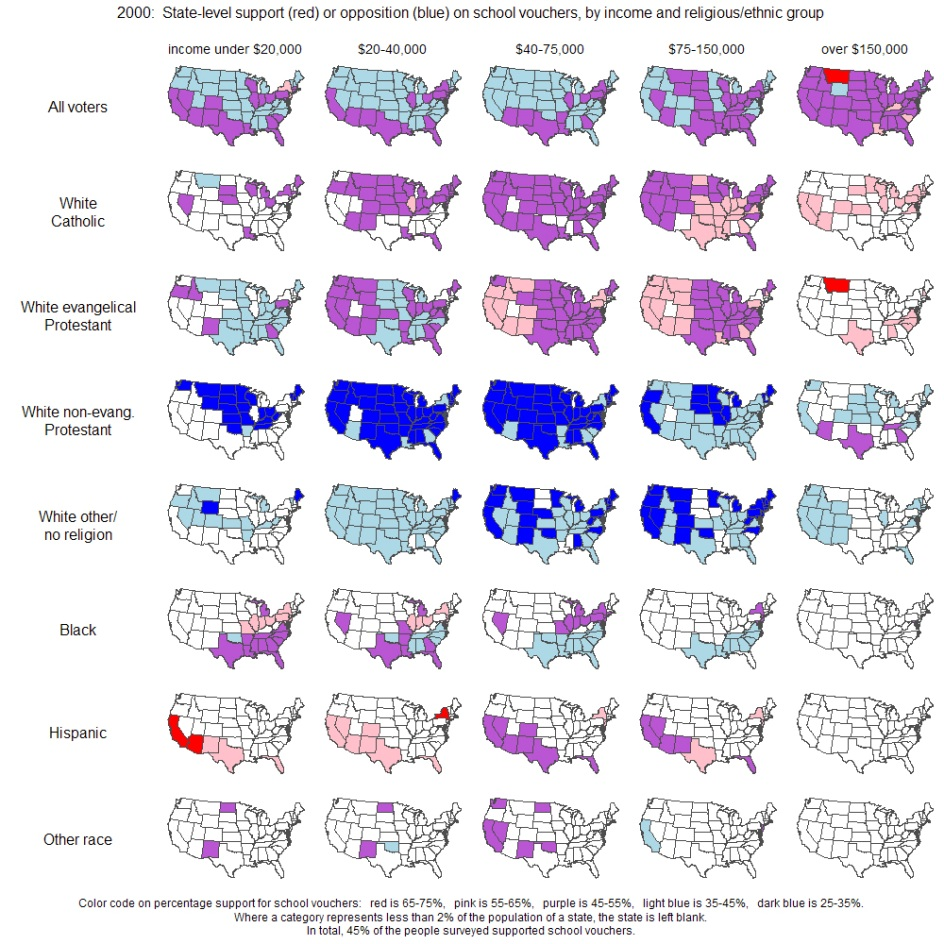 2000:  State-level support (red) or opposition (blue) on school vouchers, by income and religious/ethnic group
income under $20,000 $20-40,000 $40-75,000 $75-150,000 over $150,000
All voters
White
Catholic
White evangelical
Protestant
White non-evang.
Protestant
White other/
no religion
Black
Hispanic
Other race
Color code on percentage support for school vouchers:   red is 65-75%,   pink is 55-65%,   purple is 45-55%,   light blue is 35-45%,   dark blue is 25-35%.
Where a category represents less than 2% of the population of a state, the state is left blank.
In total, 45% of the people surveyed supported school vouchers.